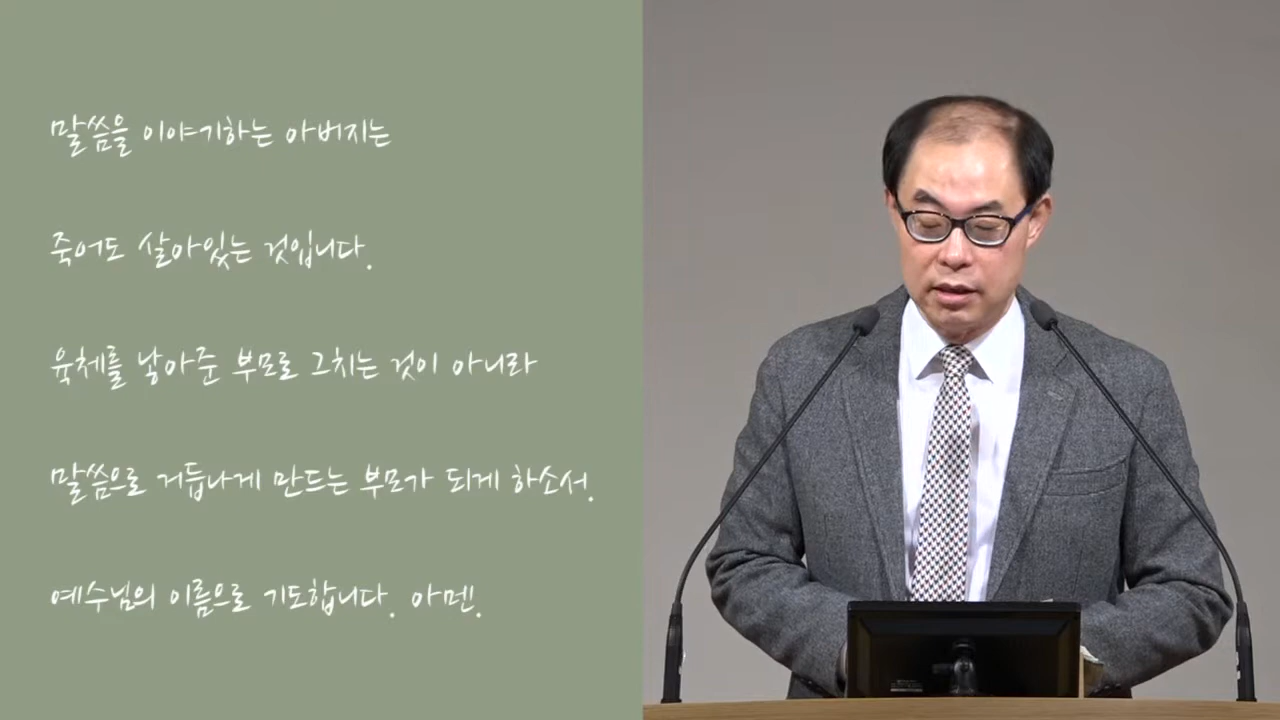 말씀을 이야기하는 아버지는
죽어도 살아있는 것입니다.
육체를 낳아준 부모로 그치는 것이 아니라
말씀으로 거듭나게 만드는 부모가 되게 하소서.
예수님의 이름으로 기도합니다. 아멘.